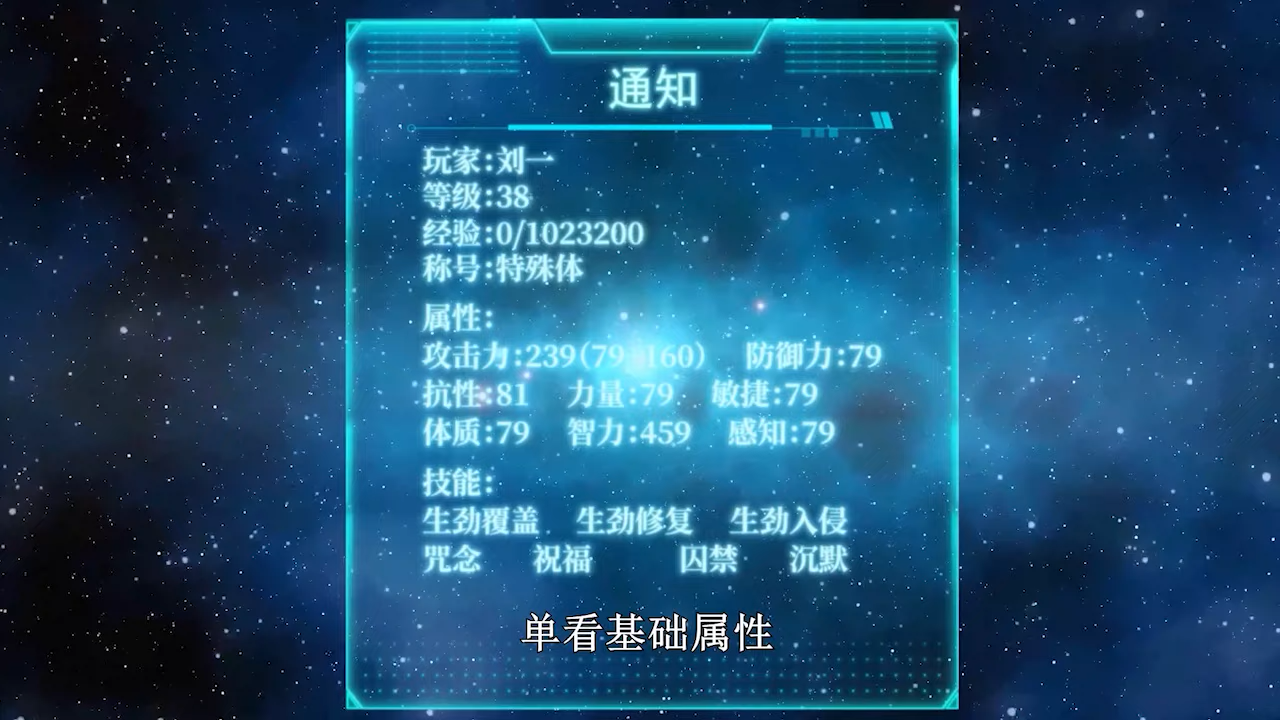 通知
玩家:刘一
等级:38
经验:0/1023200
称号:特殊体
属性:
攻击力:239(79+160) 防御力:79
抗性:81 力量:79 敏捷:79
体质:79 智力:459 感知:79
技能:
生劲覆盖 生劲修复 生劲入侵
咒念 祝福 囚禁 沉默
单看基础属性